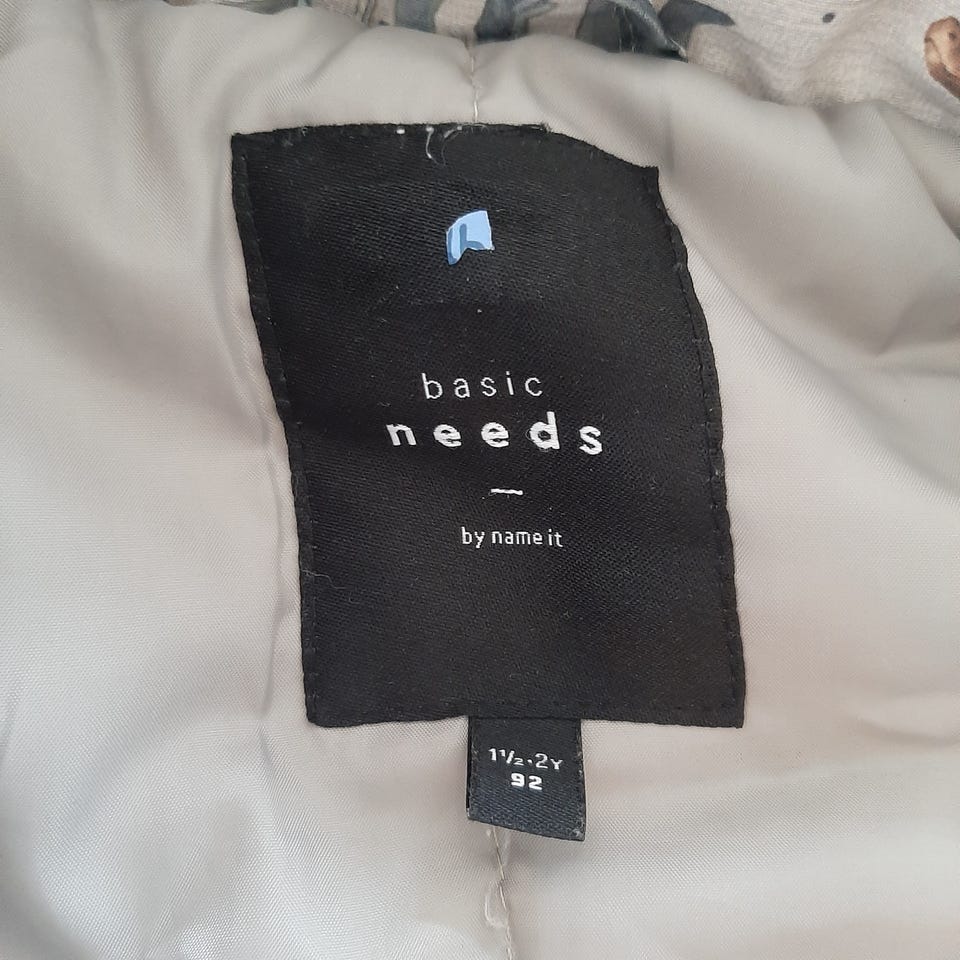 basic
needs
by name it
1½-2Y
92